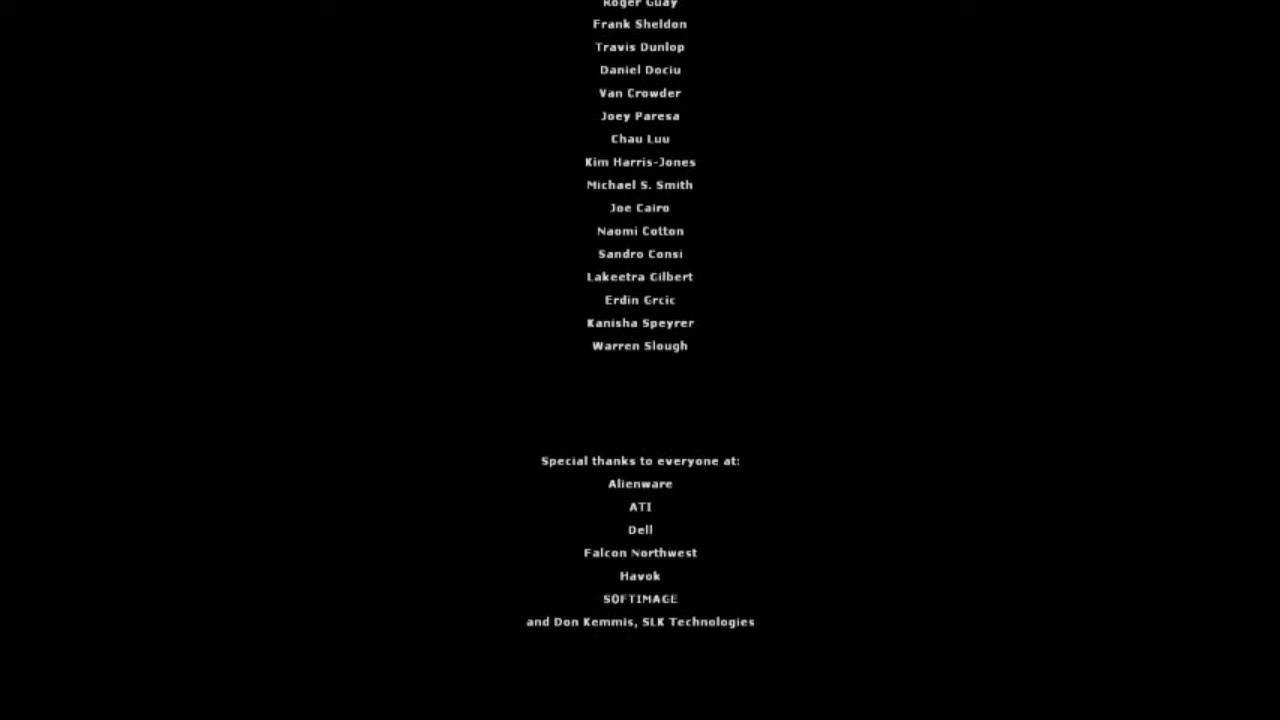 Roger Guay
Frank Sheldon
Travis Dunlop
Daniel Dociu
Van Crowder
Joey Paresa
Chau Luu
Kim Harris-Jones
Michael S. Smith
Joe Cairo
Naomi Cotton
Sandro Consi
Lakeetra Gilbert
Erdin Grcic
Kanisha Speyrer
Warren Slough
Special thanks to everyone at:
Alienware
ATI
Dell
Falcon Northwest
Havok
SOFTIMAGE
and Don Kemmis, SLK Technologies